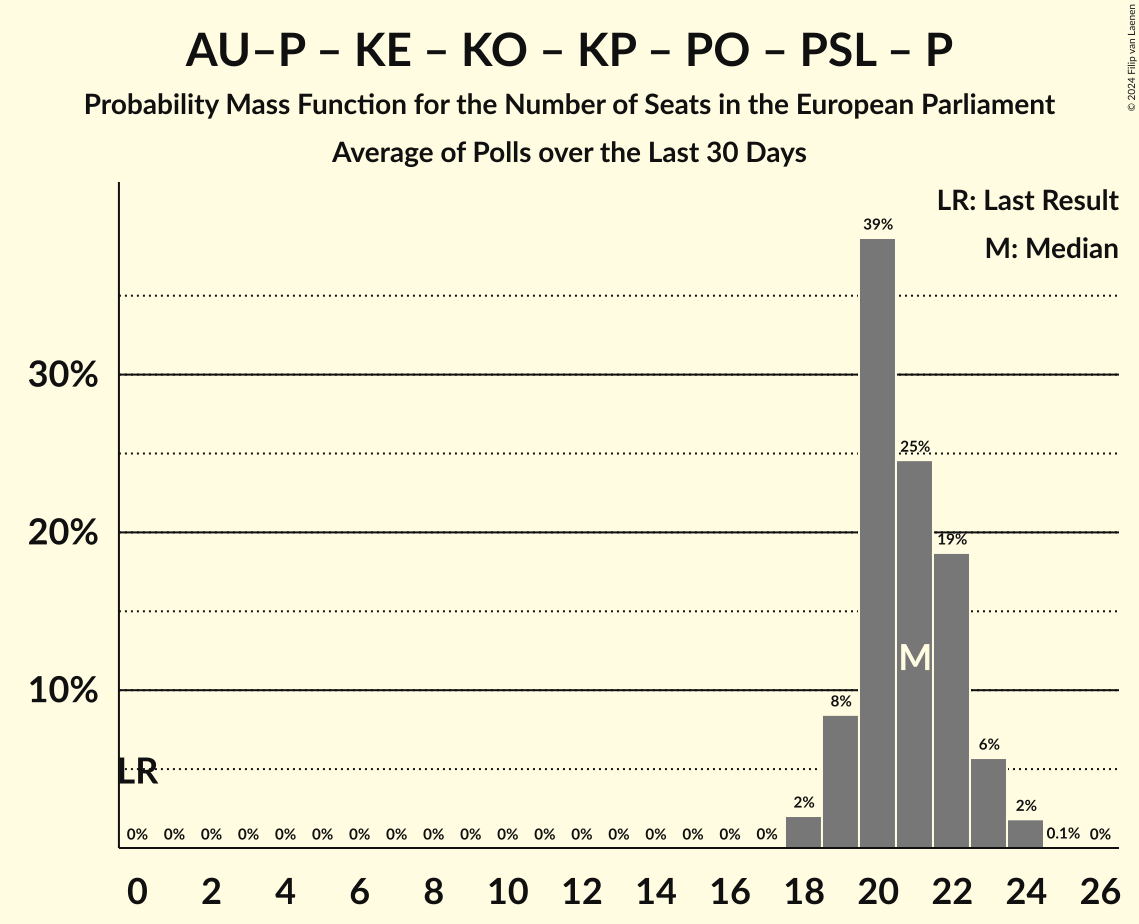 AU–P – KE – KO – KP – PO – PSL – P
Probability Mass Function for the Number of Seats in the European Parliament
Average of Polls over the Last 30 Days
© 2024 Filip van Laenen
LR: Last Result
M: Median
39%
30%
25%
20%
19%
M
10%
8%
6%
LR
2%
2%
0% 0% 0% 0% 0% 0% 0% 0% 0% 0% 0% 0% 0% 0% 0% 0% 0% 0% 0.1% 0%
0 2 4 6 8 10 12 14 16 18 20 22 24 26